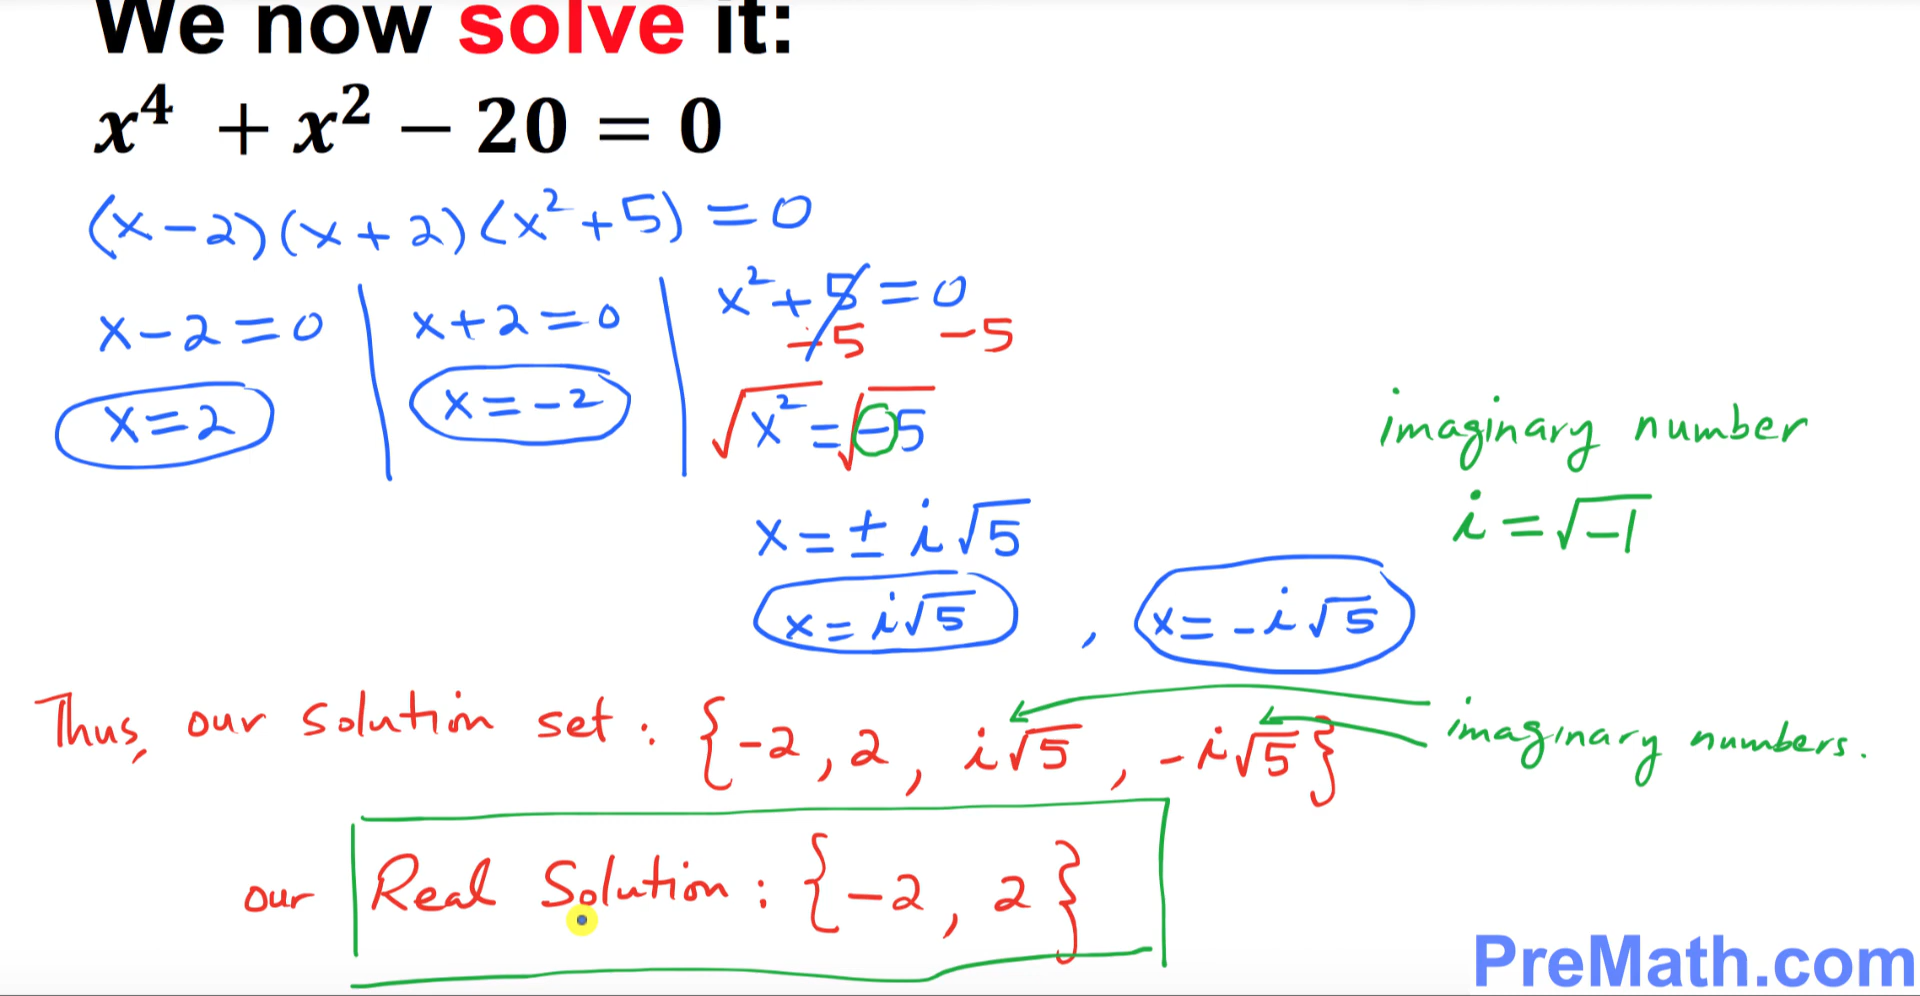 We now solve it:
x⁴ + x² − 20 = 0
(x−2)(x+2)(x²+5) = 0
x−2=0 | x+2=0 | x²+5=0
−5 −5
x=2 | x=−2 | √x² = √−5
imaginary number
x = ± i√5
i = √−1
x = i√5 , x = −i√5
Thus, our solution set : {−2, 2, i√5, −i√5}
imaginary numbers.
our Real Solution : {−2, 2}
PreMath.com